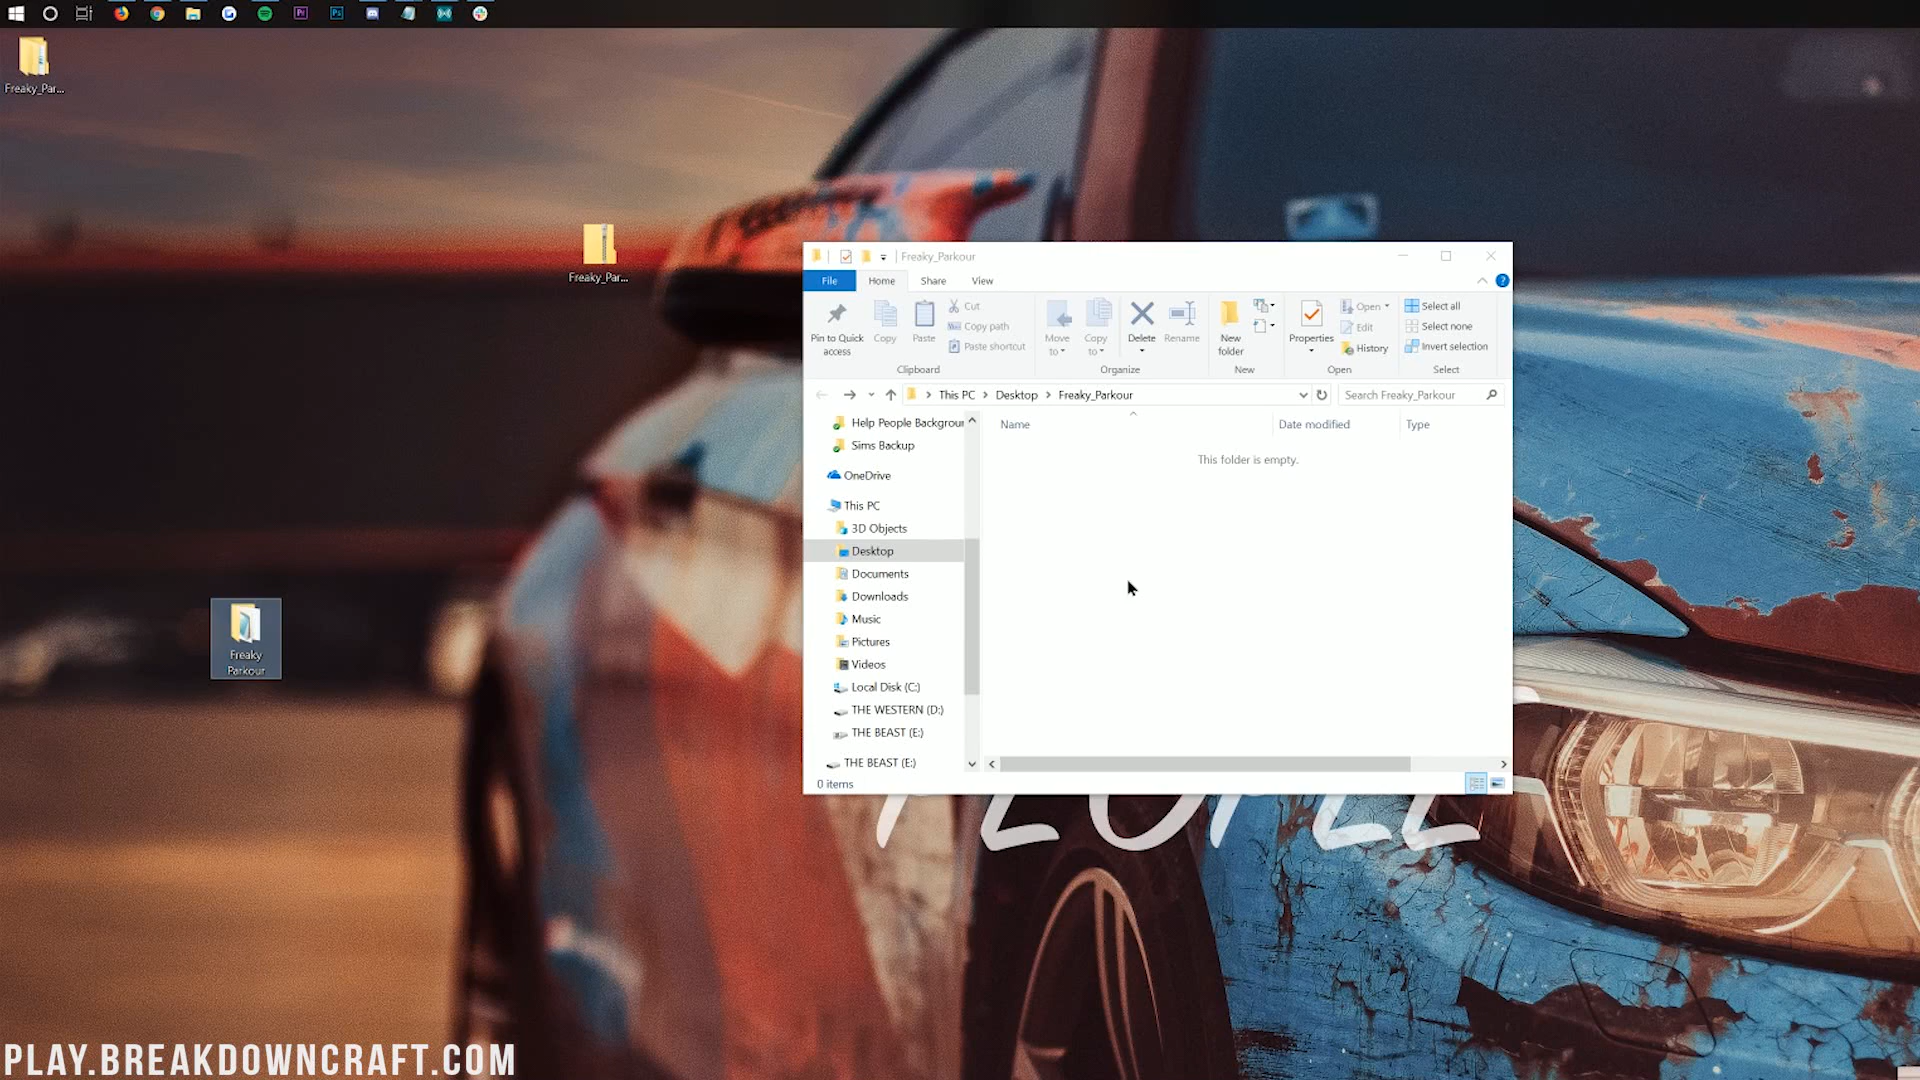 Freaky_Par...
Freaky_Par...
Freaky
Parkour
Freaky_Parkour
File
Home
Share
View
Pin to Quick
access
Copy
Paste
Cut
Copy path
Paste shortcut
Clipboard
Move
to
Copy
to
Delete
Rename
Organize
New
folder
New
Properties
Open
Edit
History
Open
Select all
Select none
Invert selection
Select
This PC > Desktop > Freaky_Parkour
Search Freaky_Parkour
Help People Backgroun
Sims Backup
OneDrive
This PC
3D Objects
Desktop
Documents
Downloads
Music
Pictures
Videos
Local Disk (C:)
THE WESTERN (D:)
THE BEAST (E:)
THE BEAST (E:)
Name
Date modified
Type
This folder is empty.
0 items
PEOPLE
PLAY.BREAKDOWNCRAFT.COM